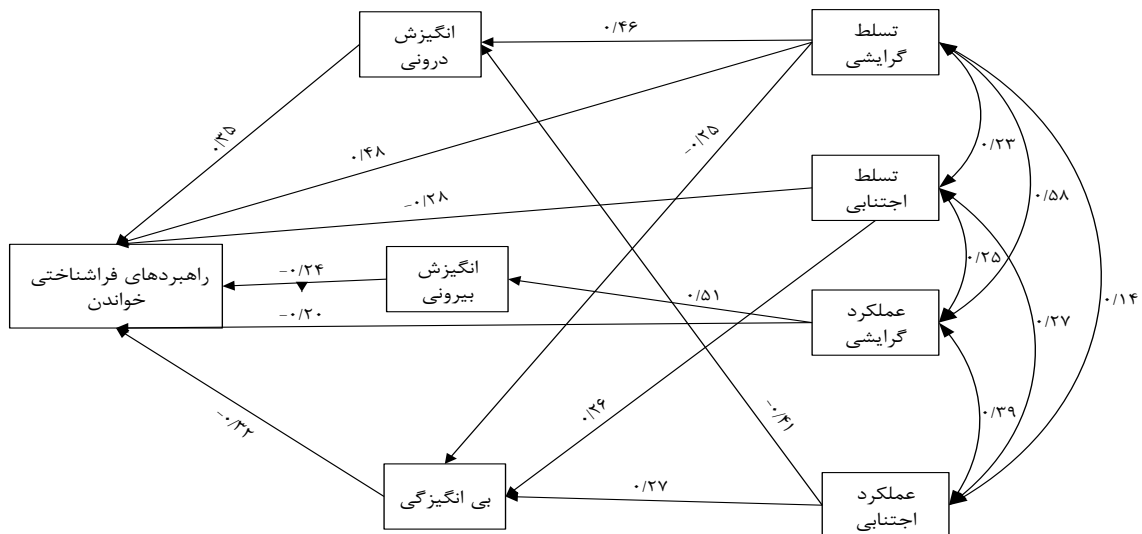 تسلط
گرایشی
۰/۴۶
انگیزش
درونی
۰/۳۵
۰/۴۸
-۰/۲۵
۰/۲۳
۰/۵۸
تسلط
اجتنابی
-۰/۲۸
۰/۲۵
راهبردهای فراشناختی
خواندن
-۰/۲۴
انگیزش
بیرونی
۰/۵۱
عملکرد
گرایشی
-۰/۲۰
۰/۲۷
۰/۱۴
۰/۳۹
-۰/۳۲
۰/۲۶
-۰/۴۱
بی انگیزگی
۰/۲۷
عملکرد
اجتنابی